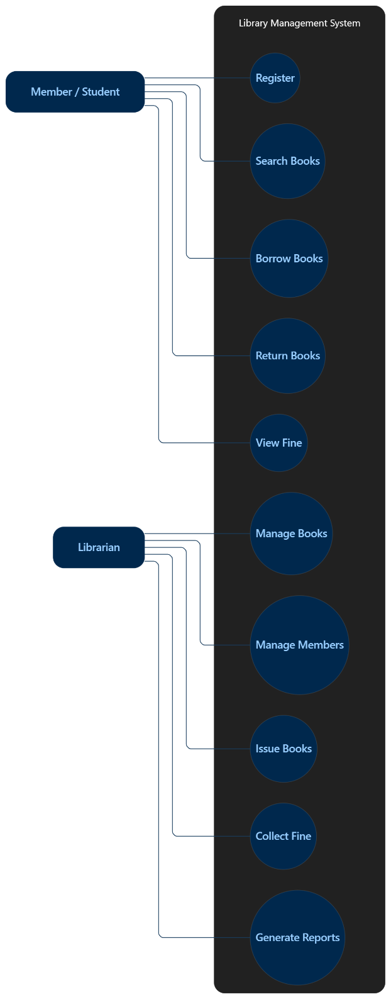 Library Management System
Member / Student
Register
Search Books
Borrow Books
Return Books
View Fine
Librarian
Manage Books
Manage Members
Issue Books
Collect Fine
Generate Reports